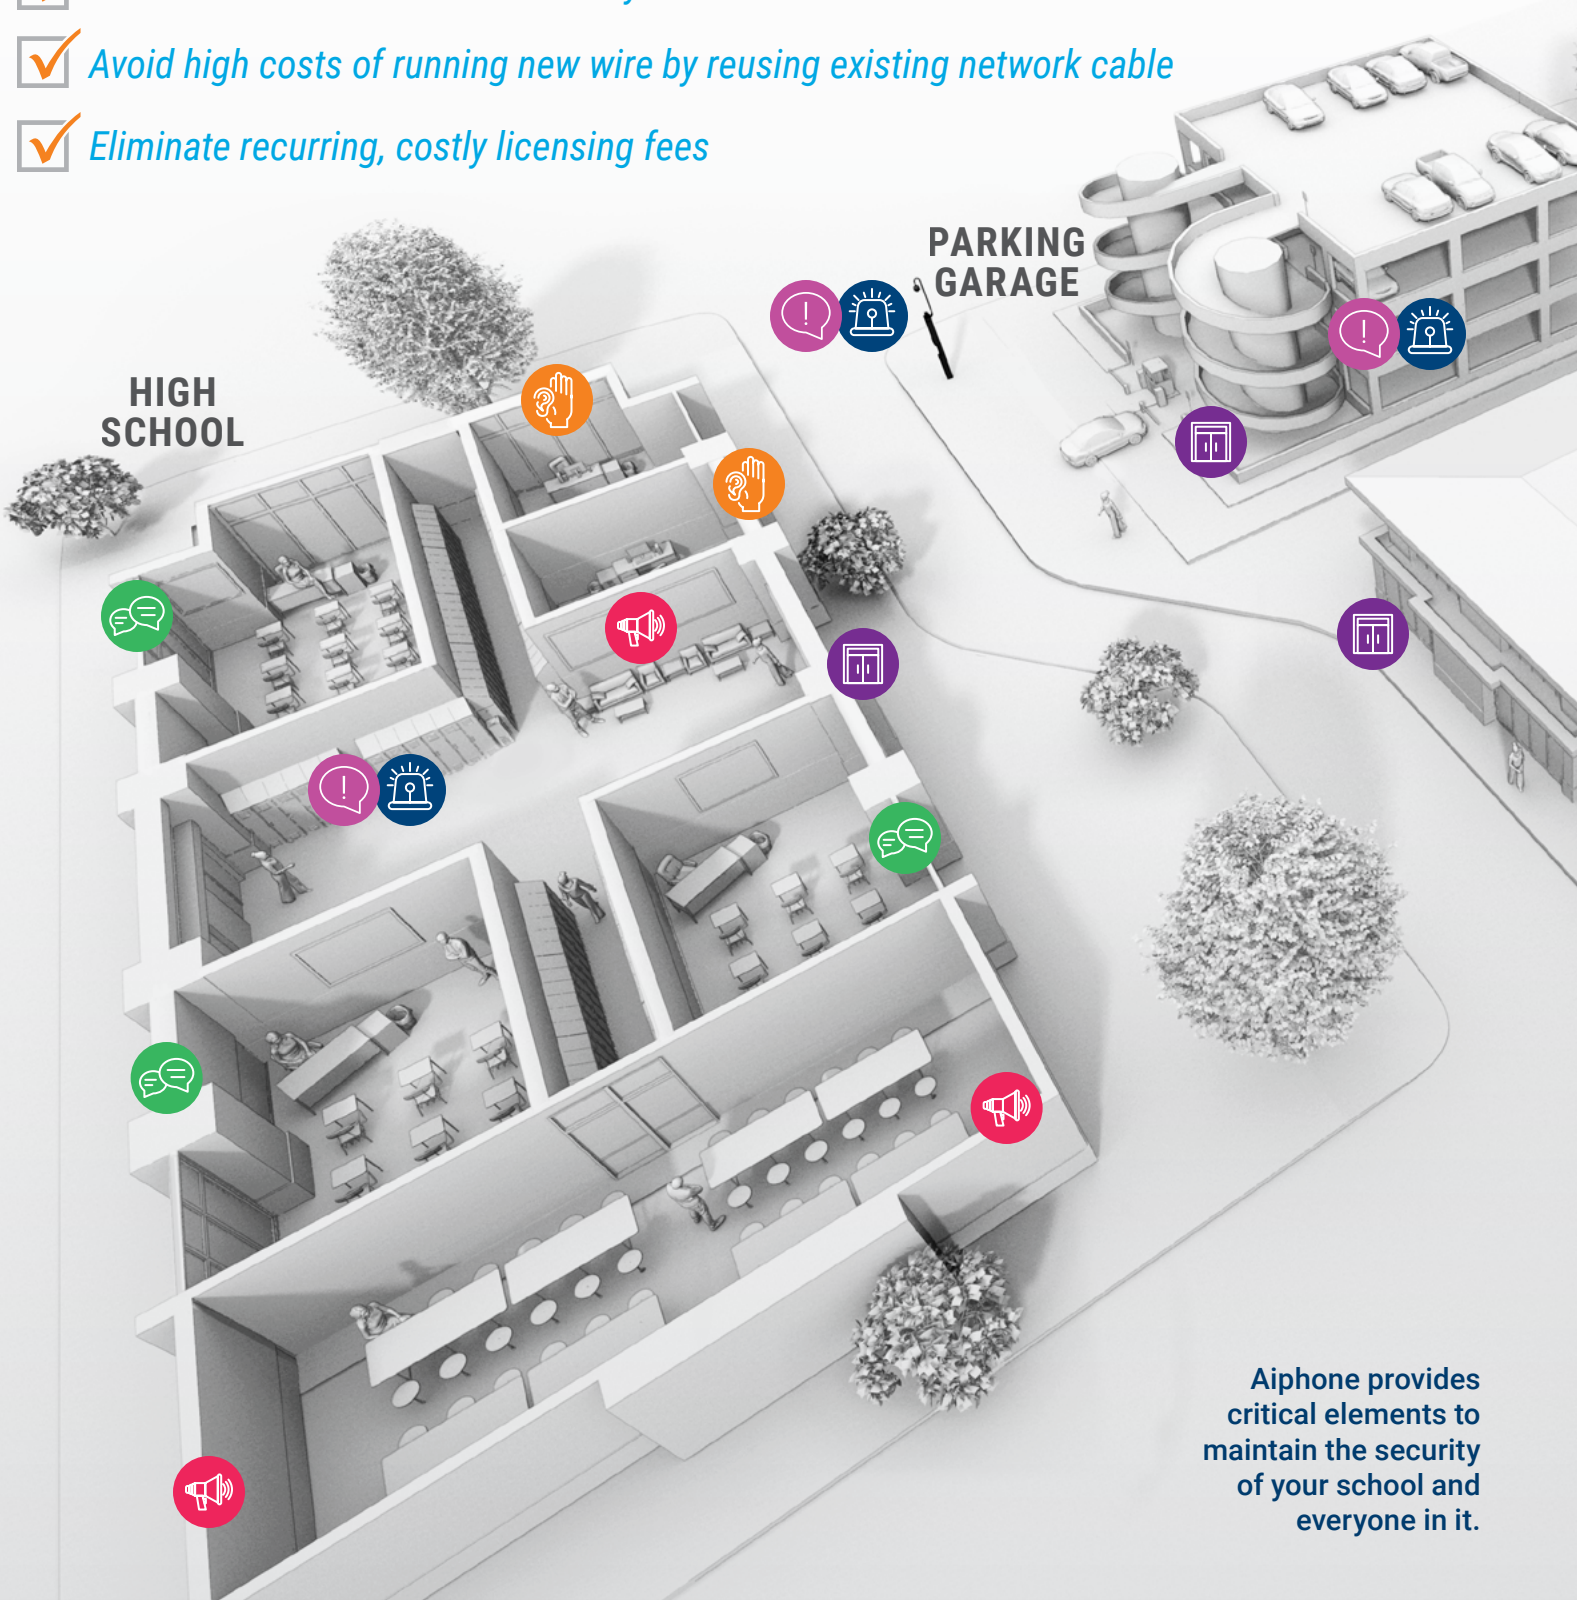 Avoid high costs of running new wire by reusing existing network cable
Eliminate recurring, costly licensing fees
PARKING
GARAGE
HIGH
SCHOOL
Aiphone provides
critical elements to
maintain the security
of your school and
everyone in it.